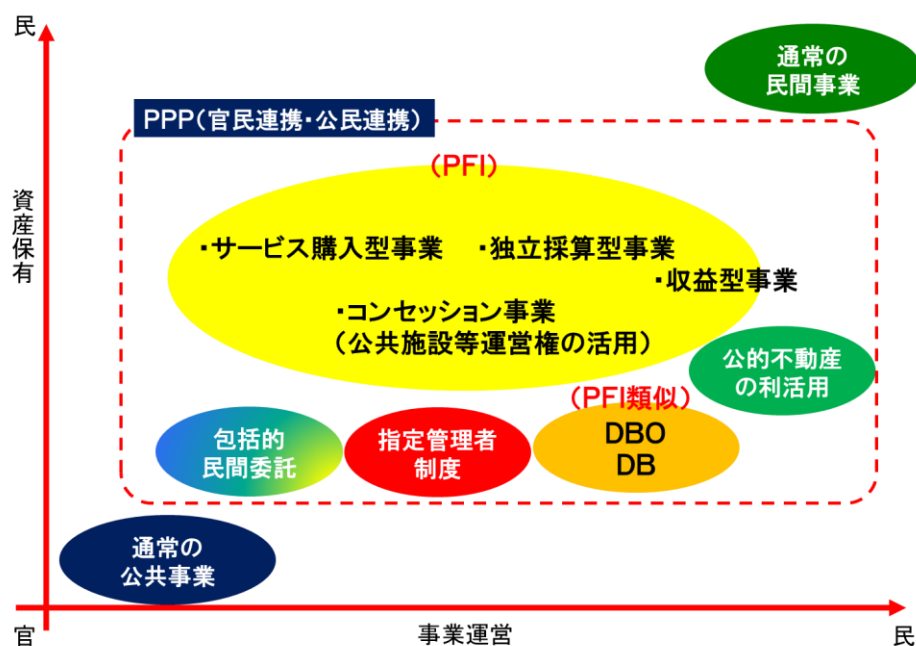 民
通常の
民間事業
PPP(官民連携・公民連携)
(PFI)
資産保有
・サービス購入型事業
・独立採算型事業
・収益型事業
・コンセッション事業
(公共施設等運営権の活用)
公的不動産
の利活用
(PFI類似)
包括的
民間委託
指定管理者
制度
DBO
DB
通常の
公共事業
官
事業運営
民